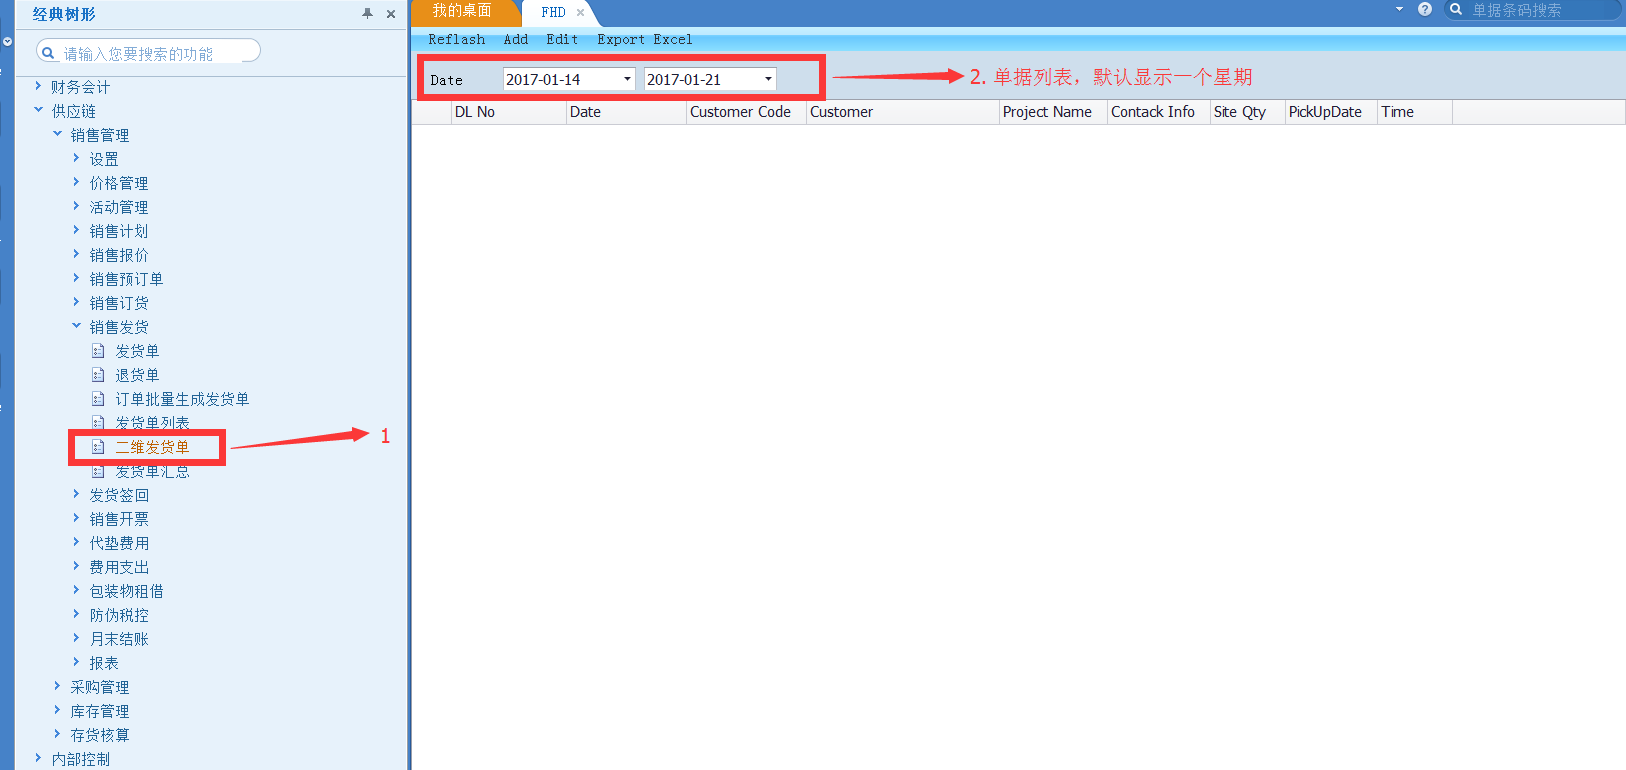 经典树形
我的桌面
FHD
单据条码搜索
请输入您要搜索的功能
Reflash Add Edit Export Excel
Date 2017-01-14 2017-01-21
2. 单据列表，默认显示一个星期
DL No Date Customer Code Customer Project Name Contack Info Site Qty PickUpDate Time
财务会计
供应链
销售管理
设置
价格管理
活动管理
销售计划
销售报价
销售预订单
销售订货
销售发货
发货单
退货单
订单批量生成发货单
发货单列表
二维发货单
1
发货单汇总
发货签回
销售开票
代垫费用
费用支出
包装物租借
防伪税控
月末结账
报表
采购管理
库存管理
存货核算
内部控制